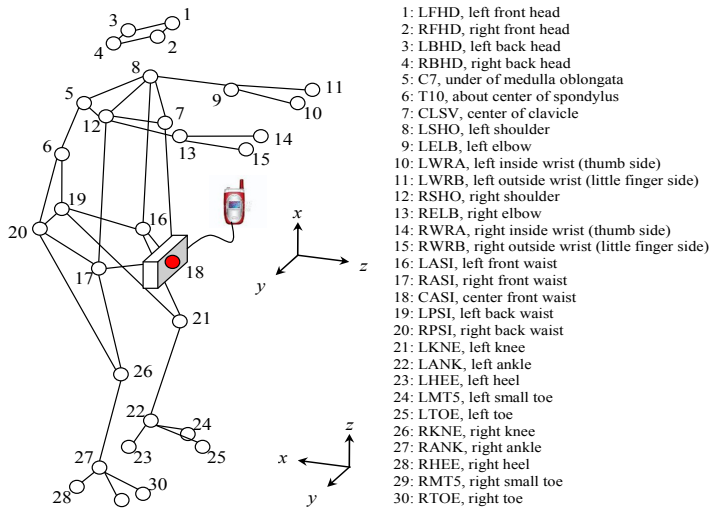 1
3
2
4
8
11
9
10
5
7
12
14
13
15
6
19
16
20
18
17
x
z
y
21
26
22
24
23
25
z
x
y
27
30
28
1: LFHD, left front head
2: RFHD, right front head
3: LBHD, left back head
4: RBHD, right back head
5: C7, under of medulla oblongata
6: T10, about center of spondylus
7: CLSV, center of clavicle
8: LSHO, left shoulder
9: LELB, left elbow
10: LWRA, left inside wrist (thumb side)
11: LWRB, left outside wrist (little finger side)
12: RSHO, right shoulder
13: RELB, right elbow
14: RWRA, right inside wrist (thumb side)
15: RWRB, right outside wrist (little finger side)
16: LASI, left front waist
17: RASI, right front waist
18: CASI, center front waist
19: LPSI, left back waist
20: RPSI, right back waist
21: LKNE, left knee
22: LANK, left ankle
23: LHEE, left heel
24: LMT5, left small toe
25: LTOE, left toe
26: RKNE, right knee
27: RANK, right ankle
28: RHEE, right heel
29: RMT5, right small toe
30: RTOE, right toe